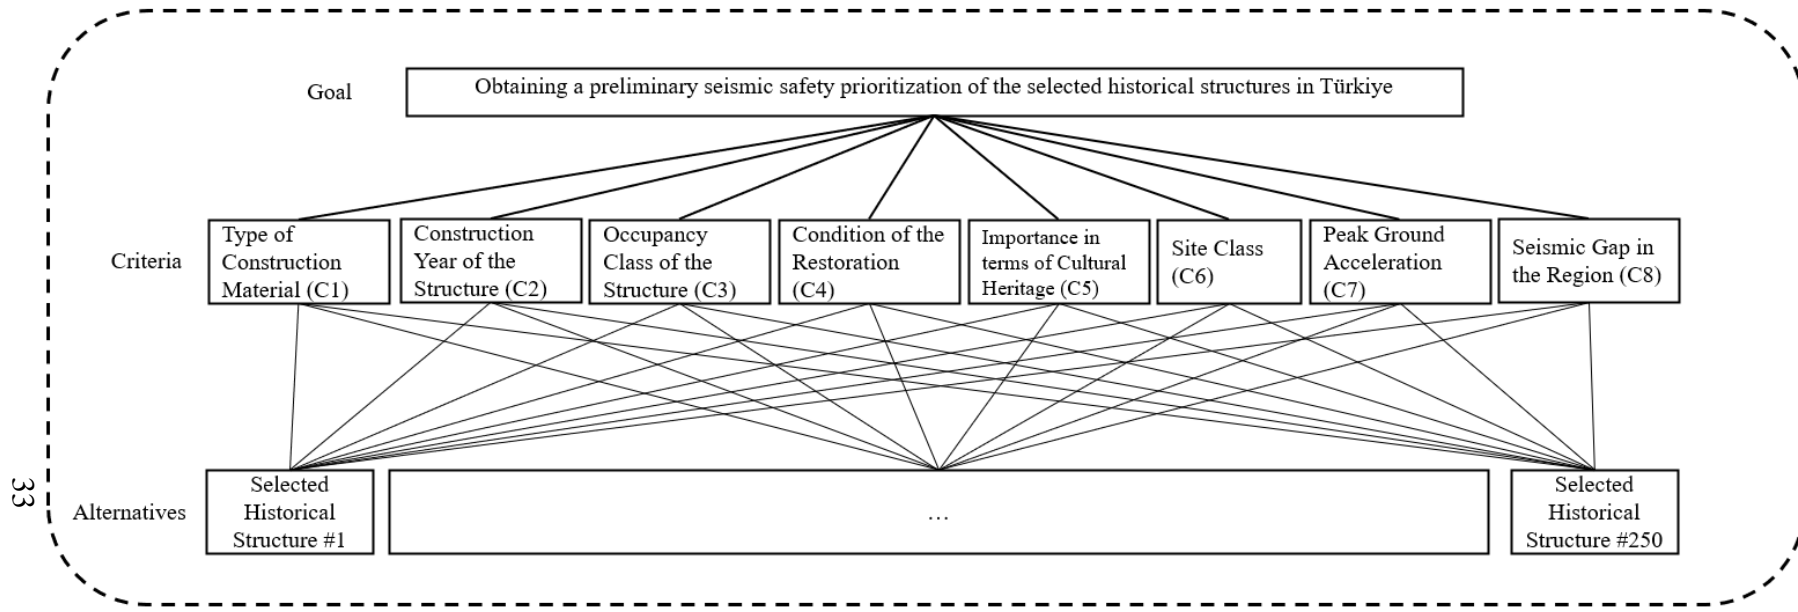 Goal
Obtaining a preliminary seismic safety prioritization of the selected historical structures in Türkiye
Criteria
Type of
Construction
Material (C1)
Construction
Year of the
Structure (C2)
Occupancy
Class of the
Structure (C3)
Condition of the
Restoration
(C4)
Importance in
terms of Cultural
Heritage (C5)
Site Class
(C6)
Peak Ground
Acceleration
(C7)
Seismic Gap in
the Region (C8)
Alternatives
Selected
Historical
Structure #1
...
Selected
Historical
Structure #250
33